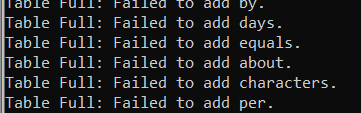 Table Full: Failed to add by.
Table Full: Failed to add days.
Table Full: Failed to add equals.
Table Full: Failed to add about.
Table Full: Failed to add characters.
Table Full: Failed to add per.